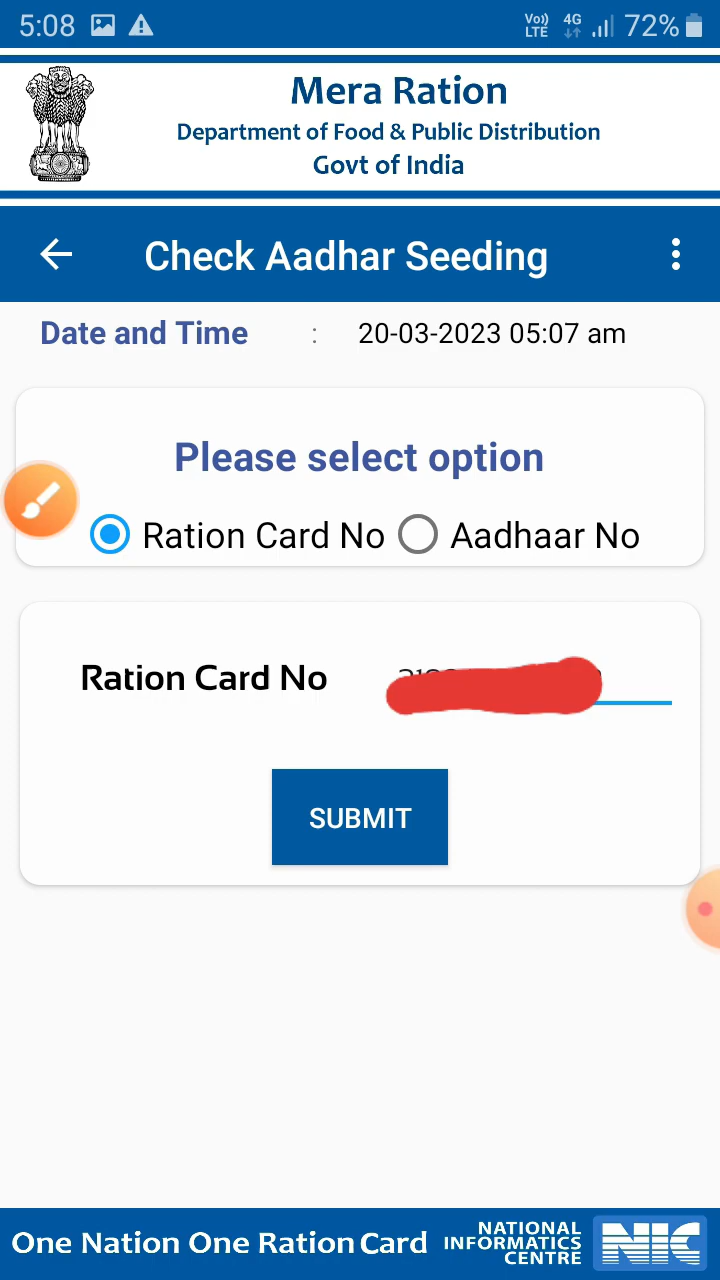 5:08 Vo)) LTE 4G 72%
Mera Ration
Department of Food & Public Distribution
Govt of India
Check Aadhar Seeding
Date and Time : 20-03-2023 05:07 am
Please select option
Ration Card No Aadhaar No
Ration Card No
SUBMIT
One Nation One Ration Card NATIONAL INFORMATICS CENTRE NIC